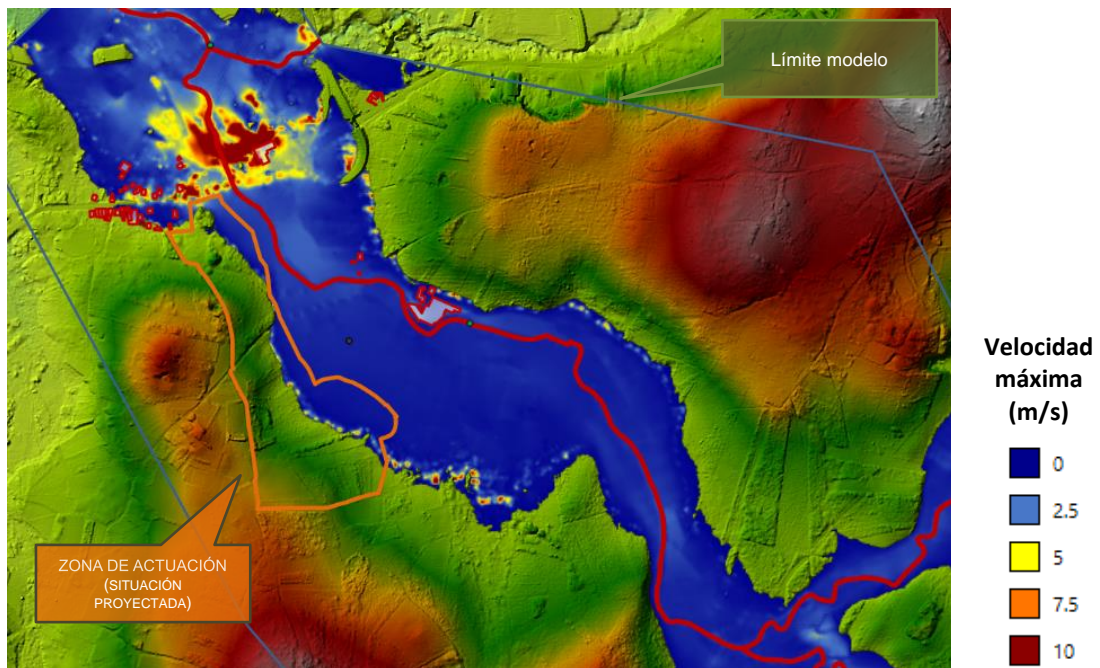 Límite modelo
ZONA DE ACTUACIÓN
(SITUACIÓN
PROYECTADA)
Velocidad
máxima
(m/s)
0
2.5
5
7.5
10